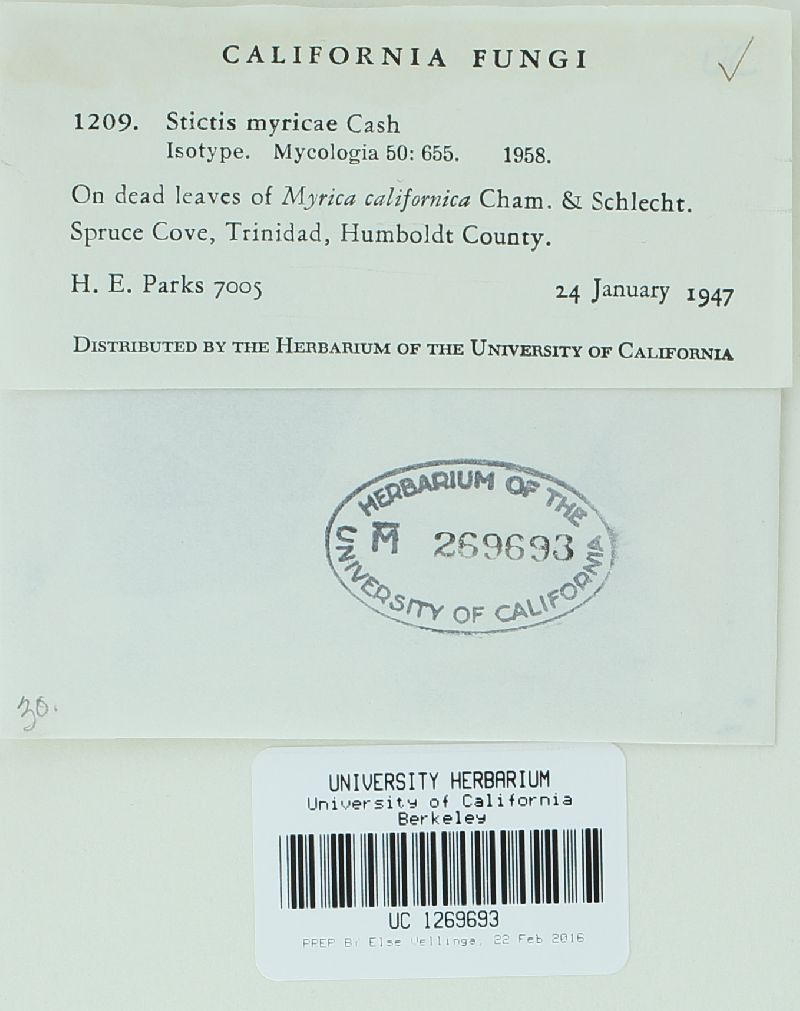 CALIFORNIA FUNGI
1209. Stictis myricae Cash
Isotype. Mycologia 50: 655. 1958.
On dead leaves of Myrica californica Cham. & Schlecht.
Spruce Cove, Trinidad, Humboldt County.
H. E. Parks 7005 24 January 1947
DISTRIBUTED BY THE HERBARIUM OF THE UNIVERSITY OF CALIFORNIA
HERBARIUM OF THE
M 269693
UNIVERSITY OF CALIFORNIA
30.
UNIVERSITY HERBARIUM
University of California
Berkeley
UC 1269693
PREP By Else Vellinga, 22 Feb 2016